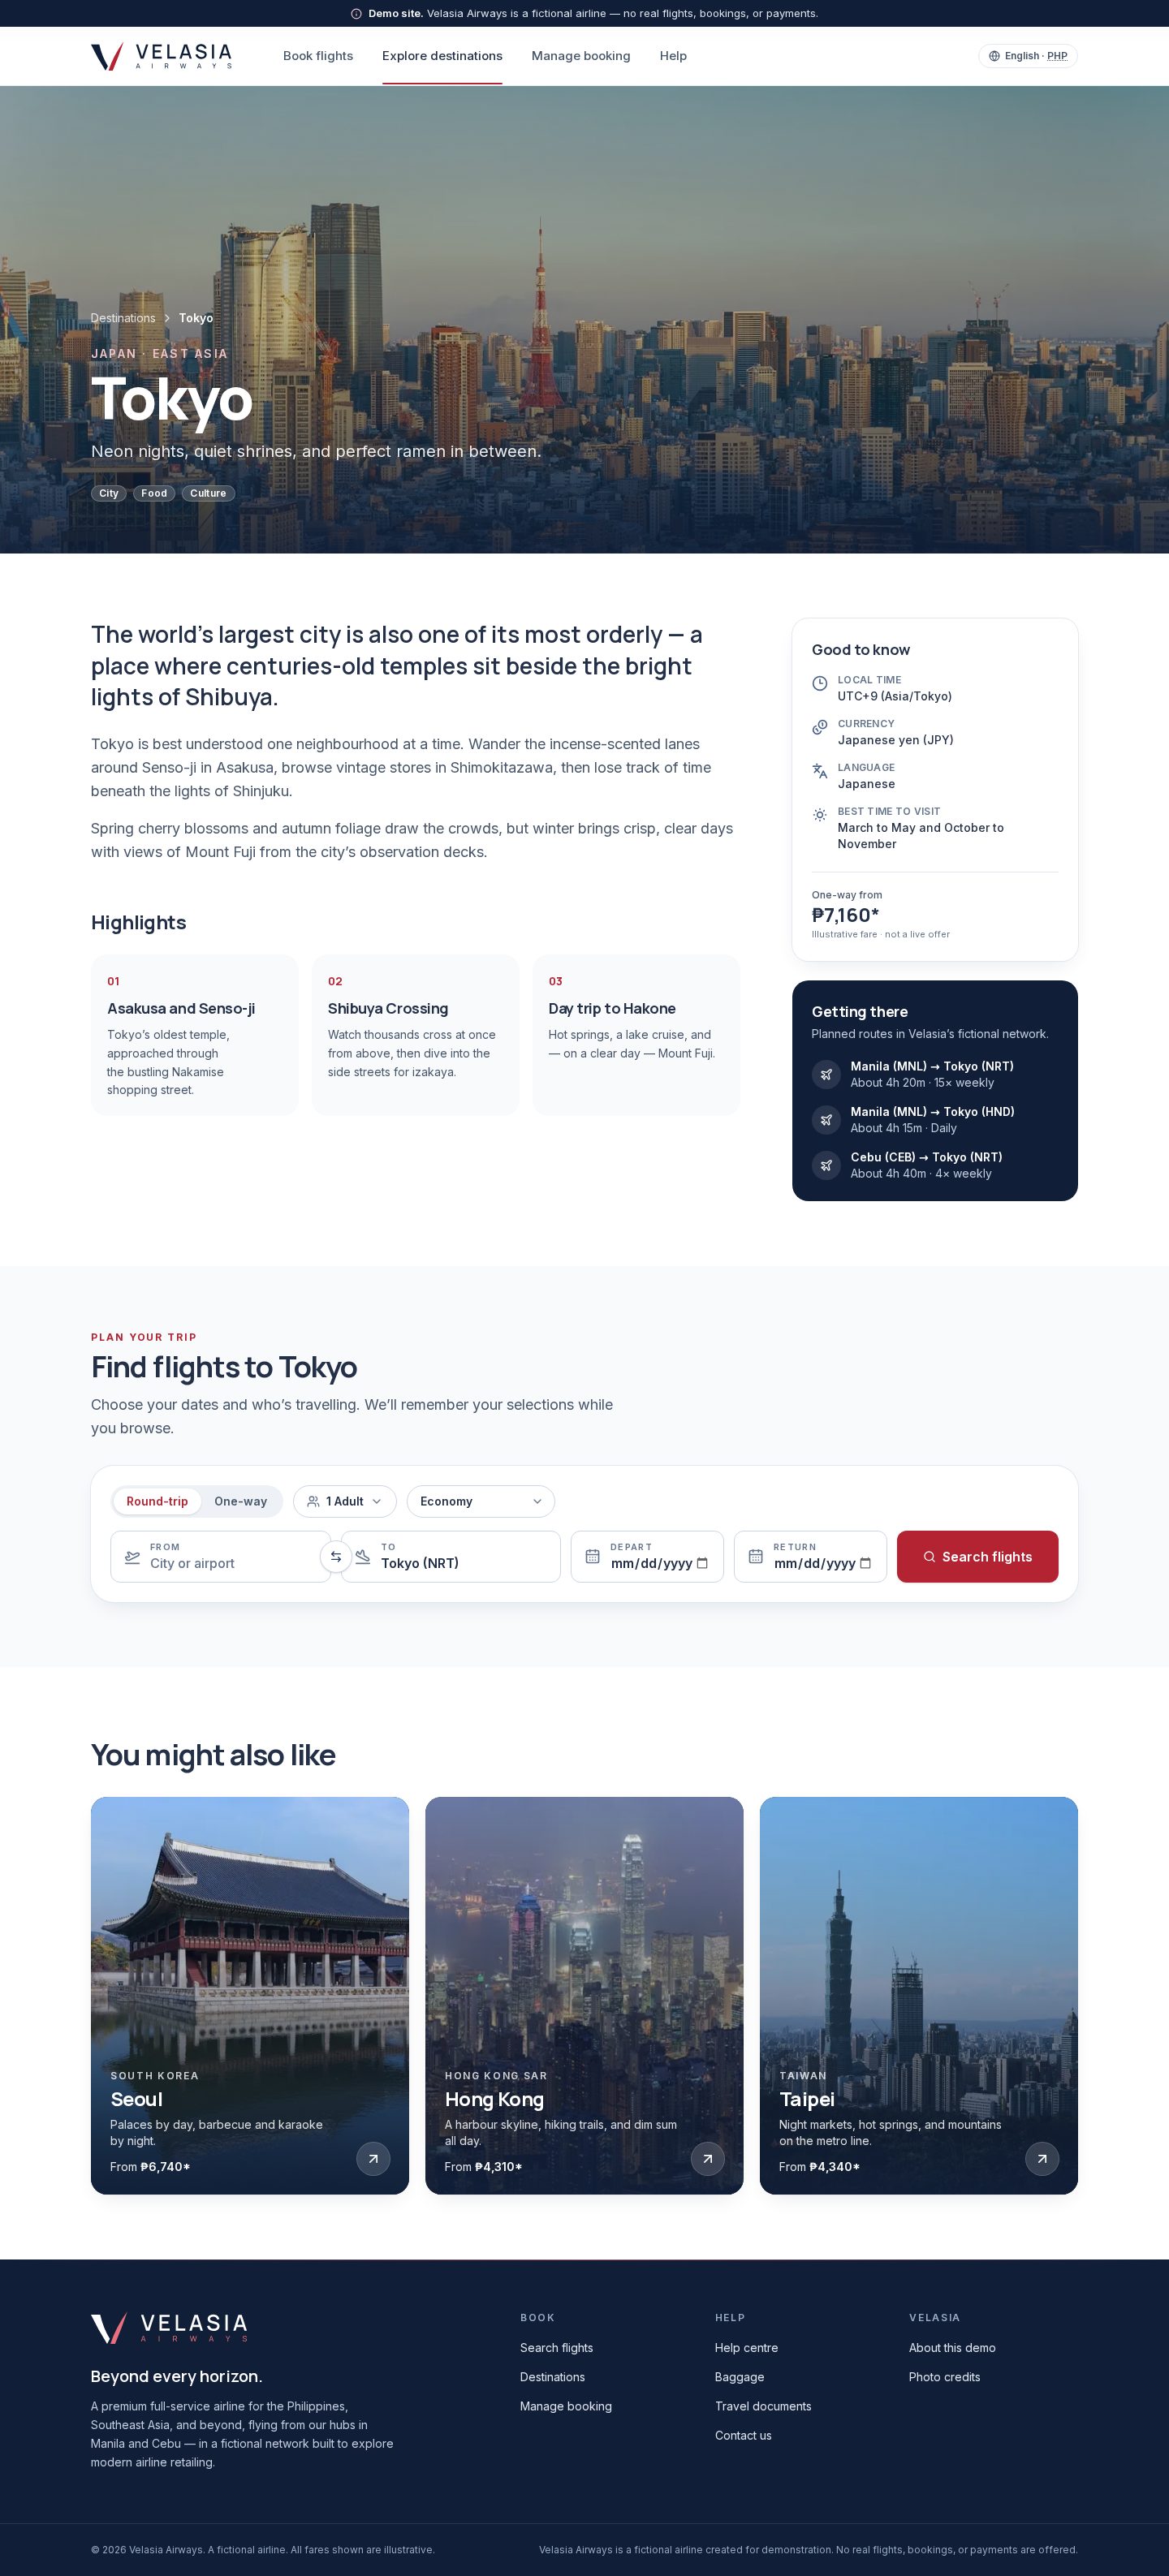 Demo site. Velasia Airways is a fictional airline — no real flights, bookings, or payments.
VELASIA
AIRWAYS
Book flights
Explore destinations
Manage booking
Help
English · PHP
Destinations > Tokyo
JAPAN · EAST ASIA
Tokyo
Neon nights, quiet shrines, and perfect ramen in between.
City
Food
Culture
The world’s largest city is also one of its most orderly — a
place where centuries-old temples sit beside the bright
lights of Shibuya.
Tokyo is best understood one neighbourhood at a time. Wander the incense-scented lanes
around Senso-ji in Asakusa, browse vintage stores in Shimokitazawa, then lose track of time
beneath the lights of Shinjuku.
Spring cherry blossoms and autumn foliage draw the crowds, but winter brings crisp, clear days
with views of Mount Fuji from the city’s observation decks.
Highlights
01
Asakusa and Senso-ji
Tokyo’s oldest temple,
approached through
the bustling Nakamise
shopping street.
02
Shibuya Crossing
Watch thousands cross at once
from above, then dive into the
side streets for izakaya.
03
Day trip to Hakone
Hot springs, a lake cruise, and
— on a clear day — Mount Fuji.
Good to know
LOCAL TIME
UTC+9 (Asia/Tokyo)
CURRENCY
Japanese yen (JPY)
LANGUAGE
Japanese
BEST TIME TO VISIT
March to May and October to
November
One-way from
₱7,160*
Illustrative fare · not a live offer
Getting there
Planned routes in Velasia’s fictional network.
Manila (MNL) → Tokyo (NRT)
About 4h 20m · 15× weekly
Manila (MNL) → Tokyo (HND)
About 4h 15m · Daily
Cebu (CEB) → Tokyo (NRT)
About 4h 40m · 4× weekly
PLAN YOUR TRIP
Find flights to Tokyo
Choose your dates and who’s travelling. We’ll remember your selections while
you browse.
Round-trip
One-way
1 Adult
Economy
FROM
City or airport
TO
Tokyo (NRT)
DEPART
mm/dd/yyyy
RETURN
mm/dd/yyyy
Search flights
You might also like
SOUTH KOREA
Seoul
Palaces by day, barbecue and karaoke
by night.
From ₱6,740*
HONG KONG SAR
Hong Kong
A harbour skyline, hiking trails, and dim sum
all day.
From ₱4,310*
TAIWAN
Taipei
Night markets, hot springs, and mountains
on the metro line.
From ₱4,340*
VELASIA
AIRWAYS
Beyond every horizon.
A premium full-service airline for the Philippines,
Southeast Asia, and beyond, flying from our hubs in
Manila and Cebu — in a fictional network built to explore
modern airline retailing.
BOOK
Search flights
Destinations
Manage booking
HELP
Help centre
Baggage
Travel documents
Contact us
VELASIA
About this demo
Photo credits
© 2026 Velasia Airways. A fictional airline. All fares shown are illustrative.
Velasia Airways is a fictional airline created for demonstration. No real flights, bookings, or payments are offered.